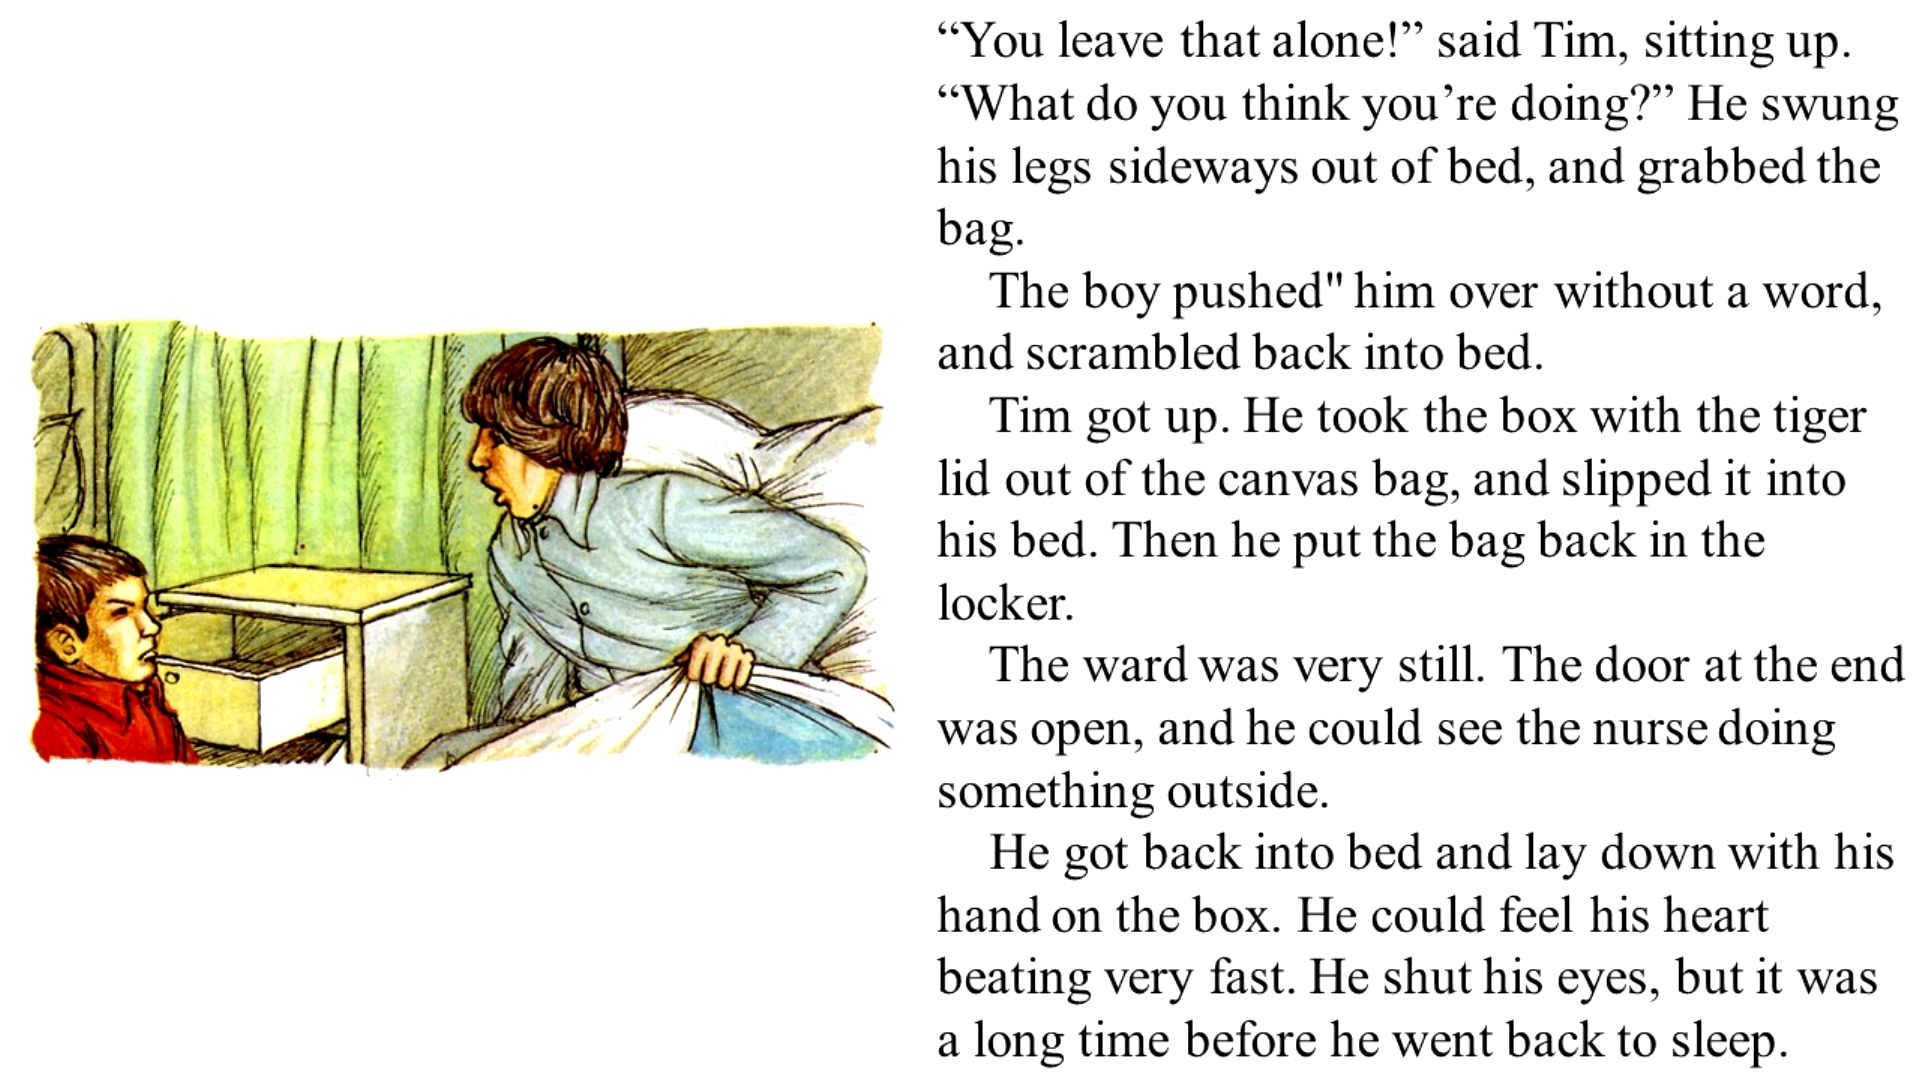 “You leave that alone!” said Tim, sitting up.
“What do you think you’re doing?” He swung
his legs sideways out of bed, and grabbed the
bag.
The boy pushed" him over without a word,
and scrambled back into bed.
Tim got up. He took the box with the tiger
lid out of the canvas bag, and slipped it into
his bed. Then he put the bag back in the
locker.
The ward was very still. The door at the end
was open, and he could see the nurse doing
something outside.
He got back into bed and lay down with his
hand on the box. He could feel his heart
beating very fast. He shut his eyes, but it was
a long time before he went back to sleep.